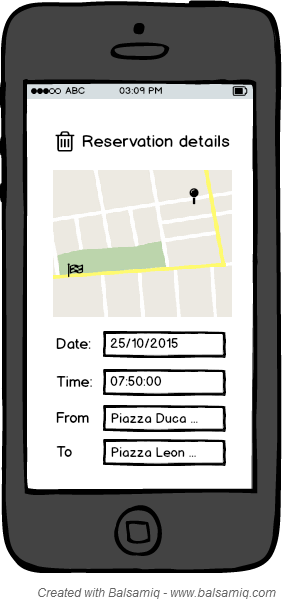 ABC 03:09 PM
Reservation details
Date: 25/10/2015
Time: 07:50:00
From Piazza Duca ...
To Piazza Leon ...
Created with Balsamiq - www.balsamiq.com